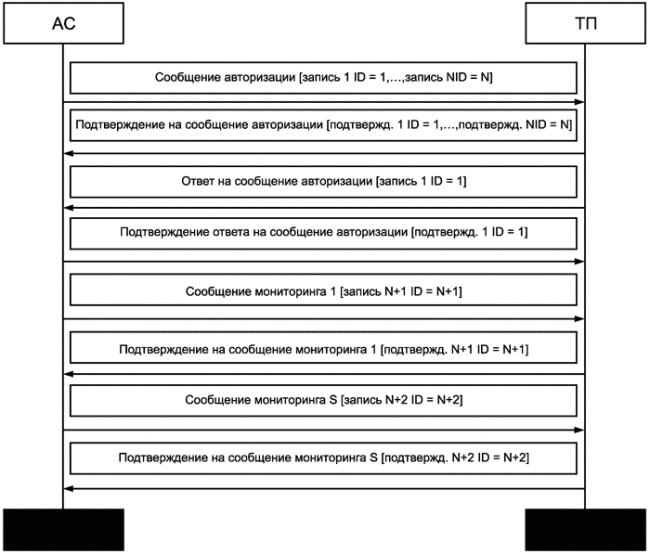 АС
ТП
Сообщение авторизации [запись 1 ID = 1,...,запись NID = N]
Подтверждение на сообщение авторизации [подтвержд. 1 ID = 1,...,подтвержд. NID = N]
Ответ на сообщение авторизации [запись 1 ID = 1]
Подтверждение ответа на сообщение авторизации [подтвержд. 1 ID = 1]
Сообщение мониторинга 1 [запись N+1 ID = N+1]
Подтверждение на сообщение мониторинга 1 [подтвержд. N+1 ID = N+1]
Сообщение мониторинга S [запись N+2 ID = N+2]
Подтверждение на сообщение мониторинга S [подтвержд. N+2 ID = N+2]